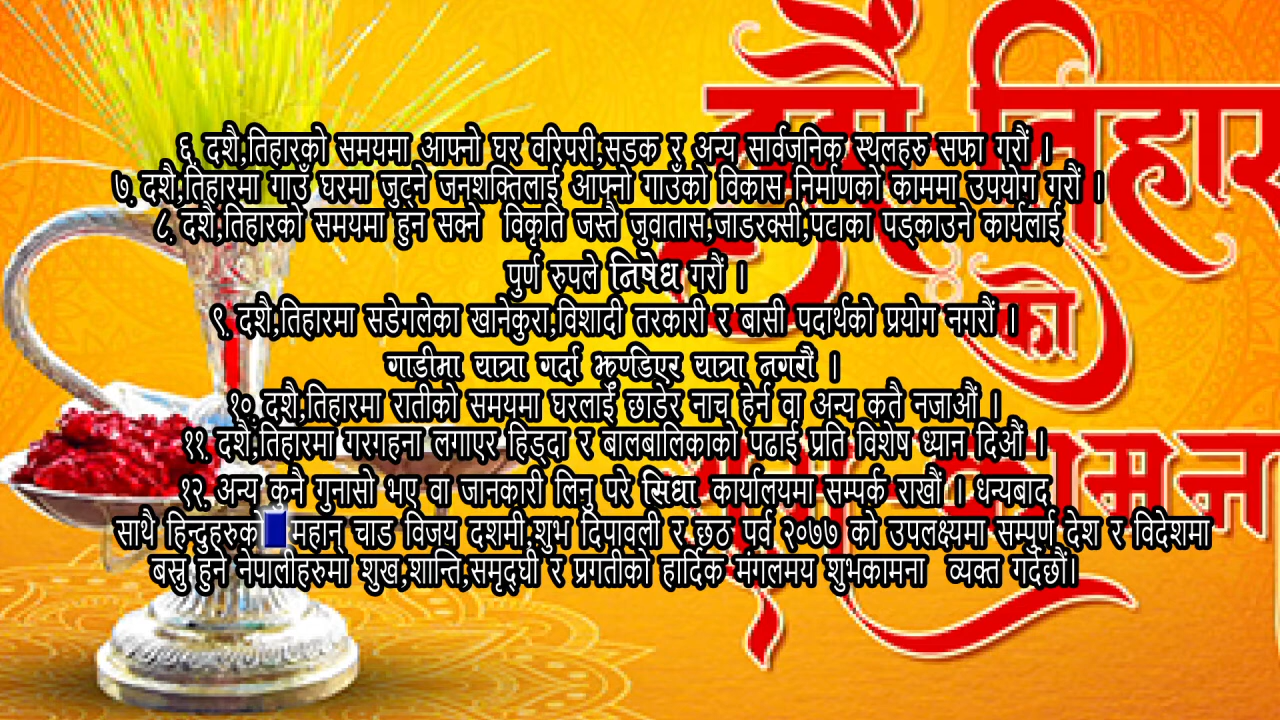 ६. दशै,तिहारको समयमा आफ्नो घर वरिपरी,सडक र अन्य सार्वजनिक स्थलहरु सफा गरौं ।
७. दशै,तिहारमा गाउँ घरमा जुट्ने जनशक्तिलाई आफ्नो गाउँको विकास निर्माणको काममा उपयोग गरौं ।
८. दशै,तिहारको समयमा हुन सक्ने विकृति जस्तै जुवातास,जाडरक्सी,पटाका पड्काउने कार्यलाई
पुर्ण रुपले निषेध गरौं ।
९. दशै,तिहारमा सडेगलेका खानेकुरा,विशादी तरकारी र बासी पदार्थको प्रयोग नगरौं ।
गाडीमा यात्रा गर्दा झुण्डिएर यात्रा नगरौं ।
१०. दशै,तिहारमा रातीको समयमा घरलाई छाडेर नाच हेर्न वा अन्य कतै नजाऔं ।
११. दशै,तिहारमा गरगहना लगाएर हिड्दा र बालबालिकाको पढाई प्रति विशेष ध्यान दिऔं ।
१२. अन्य कुनै गुनासो भए वा जानकारी लिनु परे सिधा कार्यालयमा सम्पर्क राखौं । धन्यबाद
साथै हिन्दुहरुको महान् चाड विजय दशमी,शुभ दिपावली र छठ पर्व २०७७ को उपलक्ष्यमा सम्पुर्ण देश र विदेशमा
बस्नु हुने नेपालीहरुमा शुख,शान्ति,समृद्घी र प्रगतीको हार्दिक मंगलमय शुभकामना व्यक्त गर्दछौं।
तिहार
को